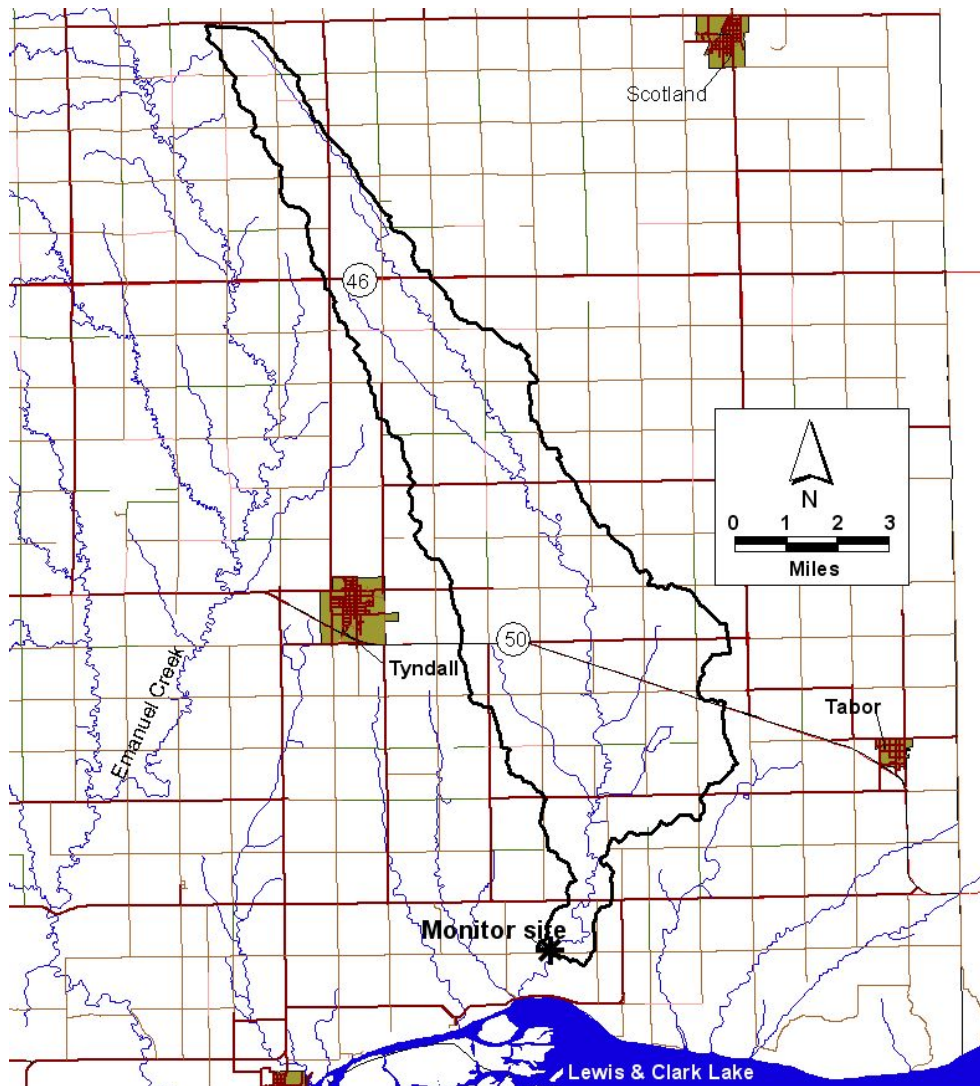 Scotland
46
N
0 1 2 3
Miles
50
Tyndall
Emanuel Creek
Tabor
Monitor site
Lewis & Clark Lake